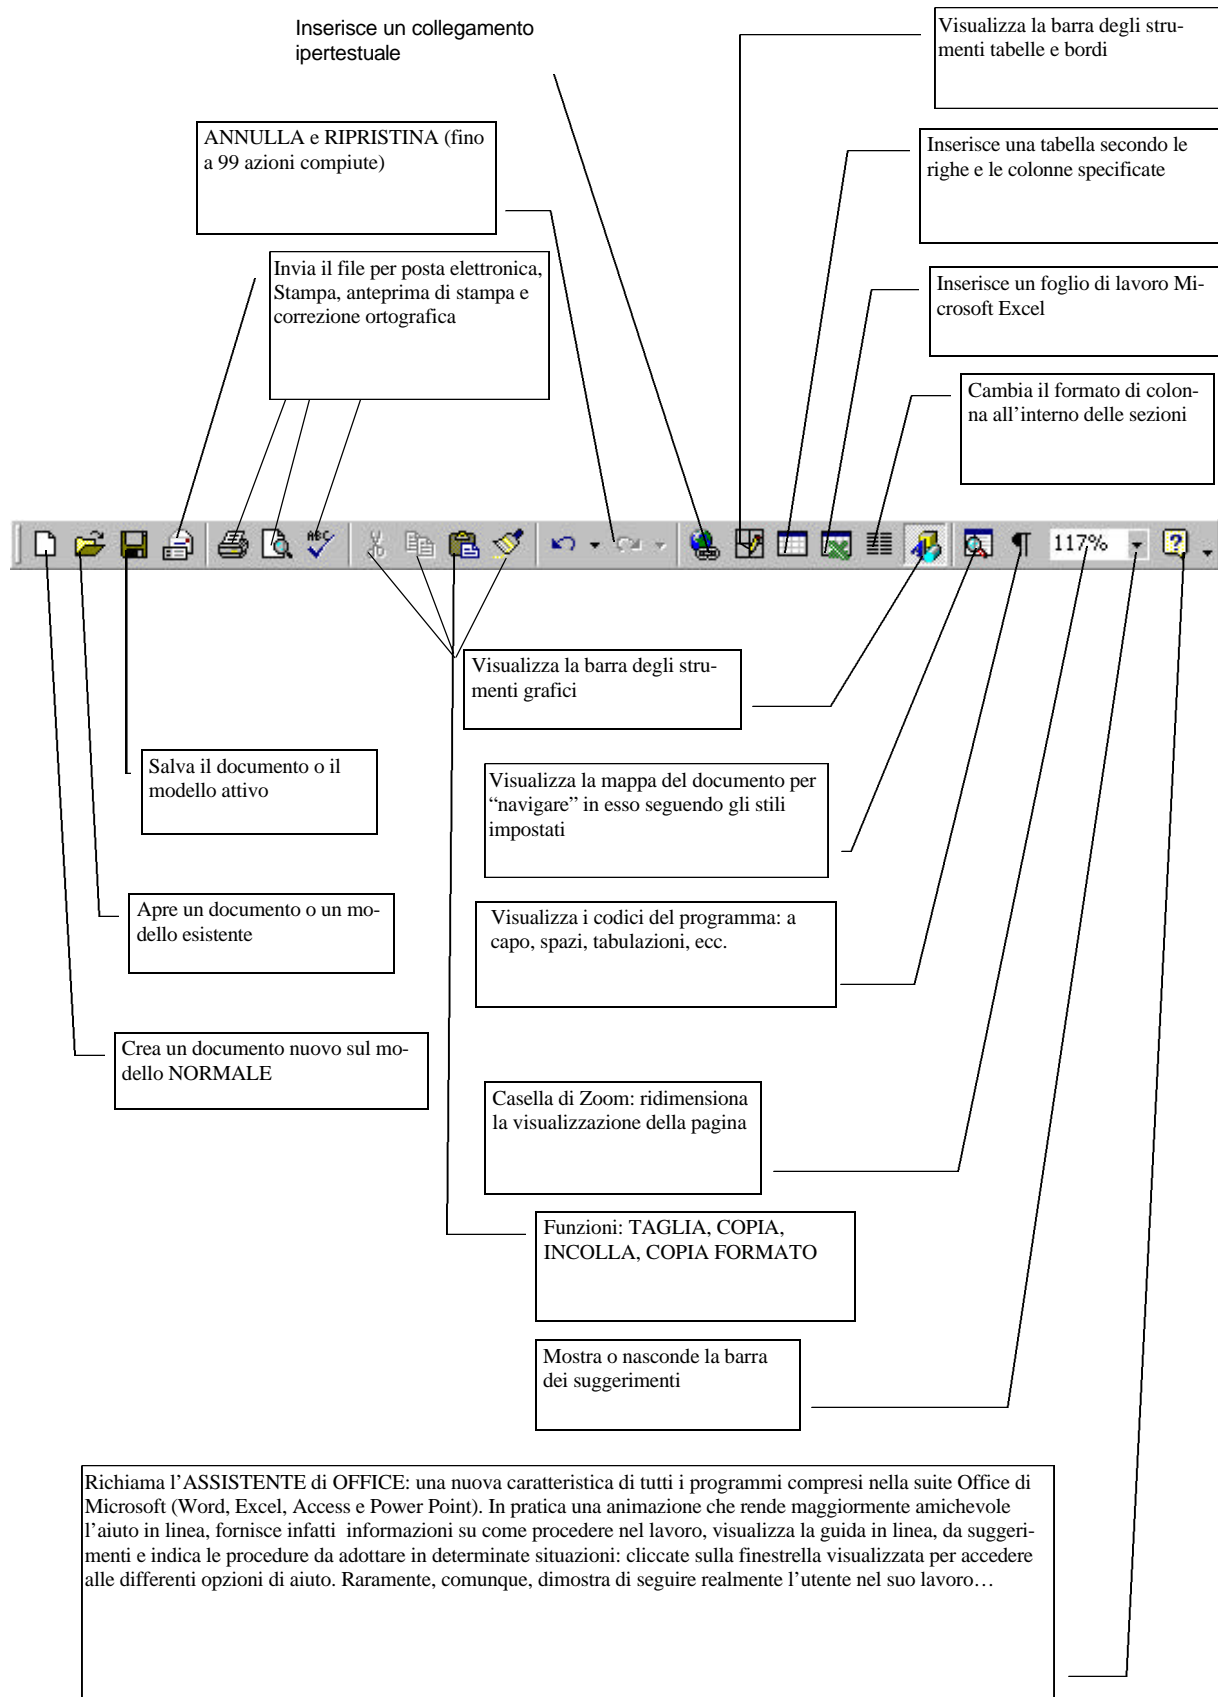 Inserisce un collegamento
ipertestuale
Visualizza la barra degli stru-
menti tabelle e bordi
ANNULLA e RIPRISTINA (fino
a 99 azioni compiute)
Inserisce una tabella secondo le
righe e le colonne specificate
Invia il file per posta elettronica,
Stampa, anteprima di stampa e
correzione ortografica
Inserisce un foglio di lavoro Mi-
crosoft Excel
Cambia il formato di colon-
na all’interno delle sezioni
ABC
117%
Visualizza la barra degli stru-
menti grafici
Salva il documento o il
modello attivo
Visualizza la mappa del documento per
“navigare” in esso seguendo gli stili
impostati
Apre un documento o un mo-
dello esistente
Visualizza i codici del programma: a
capo, spazi, tabulazioni, ecc.
Crea un documento nuovo sul mo-
dello NORMALE
Casella di Zoom: ridimensiona
la visualizzazione della pagina
Funzioni: TAGLIA, COPIA,
INCOLLA, COPIA FORMATO
Mostra o nasconde la barra
dei suggerimenti
Richiama l’ASSISTENTE di OFFICE: una nuova caratteristica di tutti i programmi compresi nella suite Office di
Microsoft (Word, Excel, Access e Power Point). In pratica una animazione che rende maggiormente amichevole
l’aiuto in linea, fornisce infatti  informazioni su come procedere nel lavoro, visualizza la guida in linea, da suggeri-
menti e indica le procedure da adottare in determinate situazioni: cliccate sulla finestrella visualizzata per accedere
alle differenti opzioni di aiuto. Raramente, comunque, dimostra di seguire realmente l’utente nel suo lavoro…